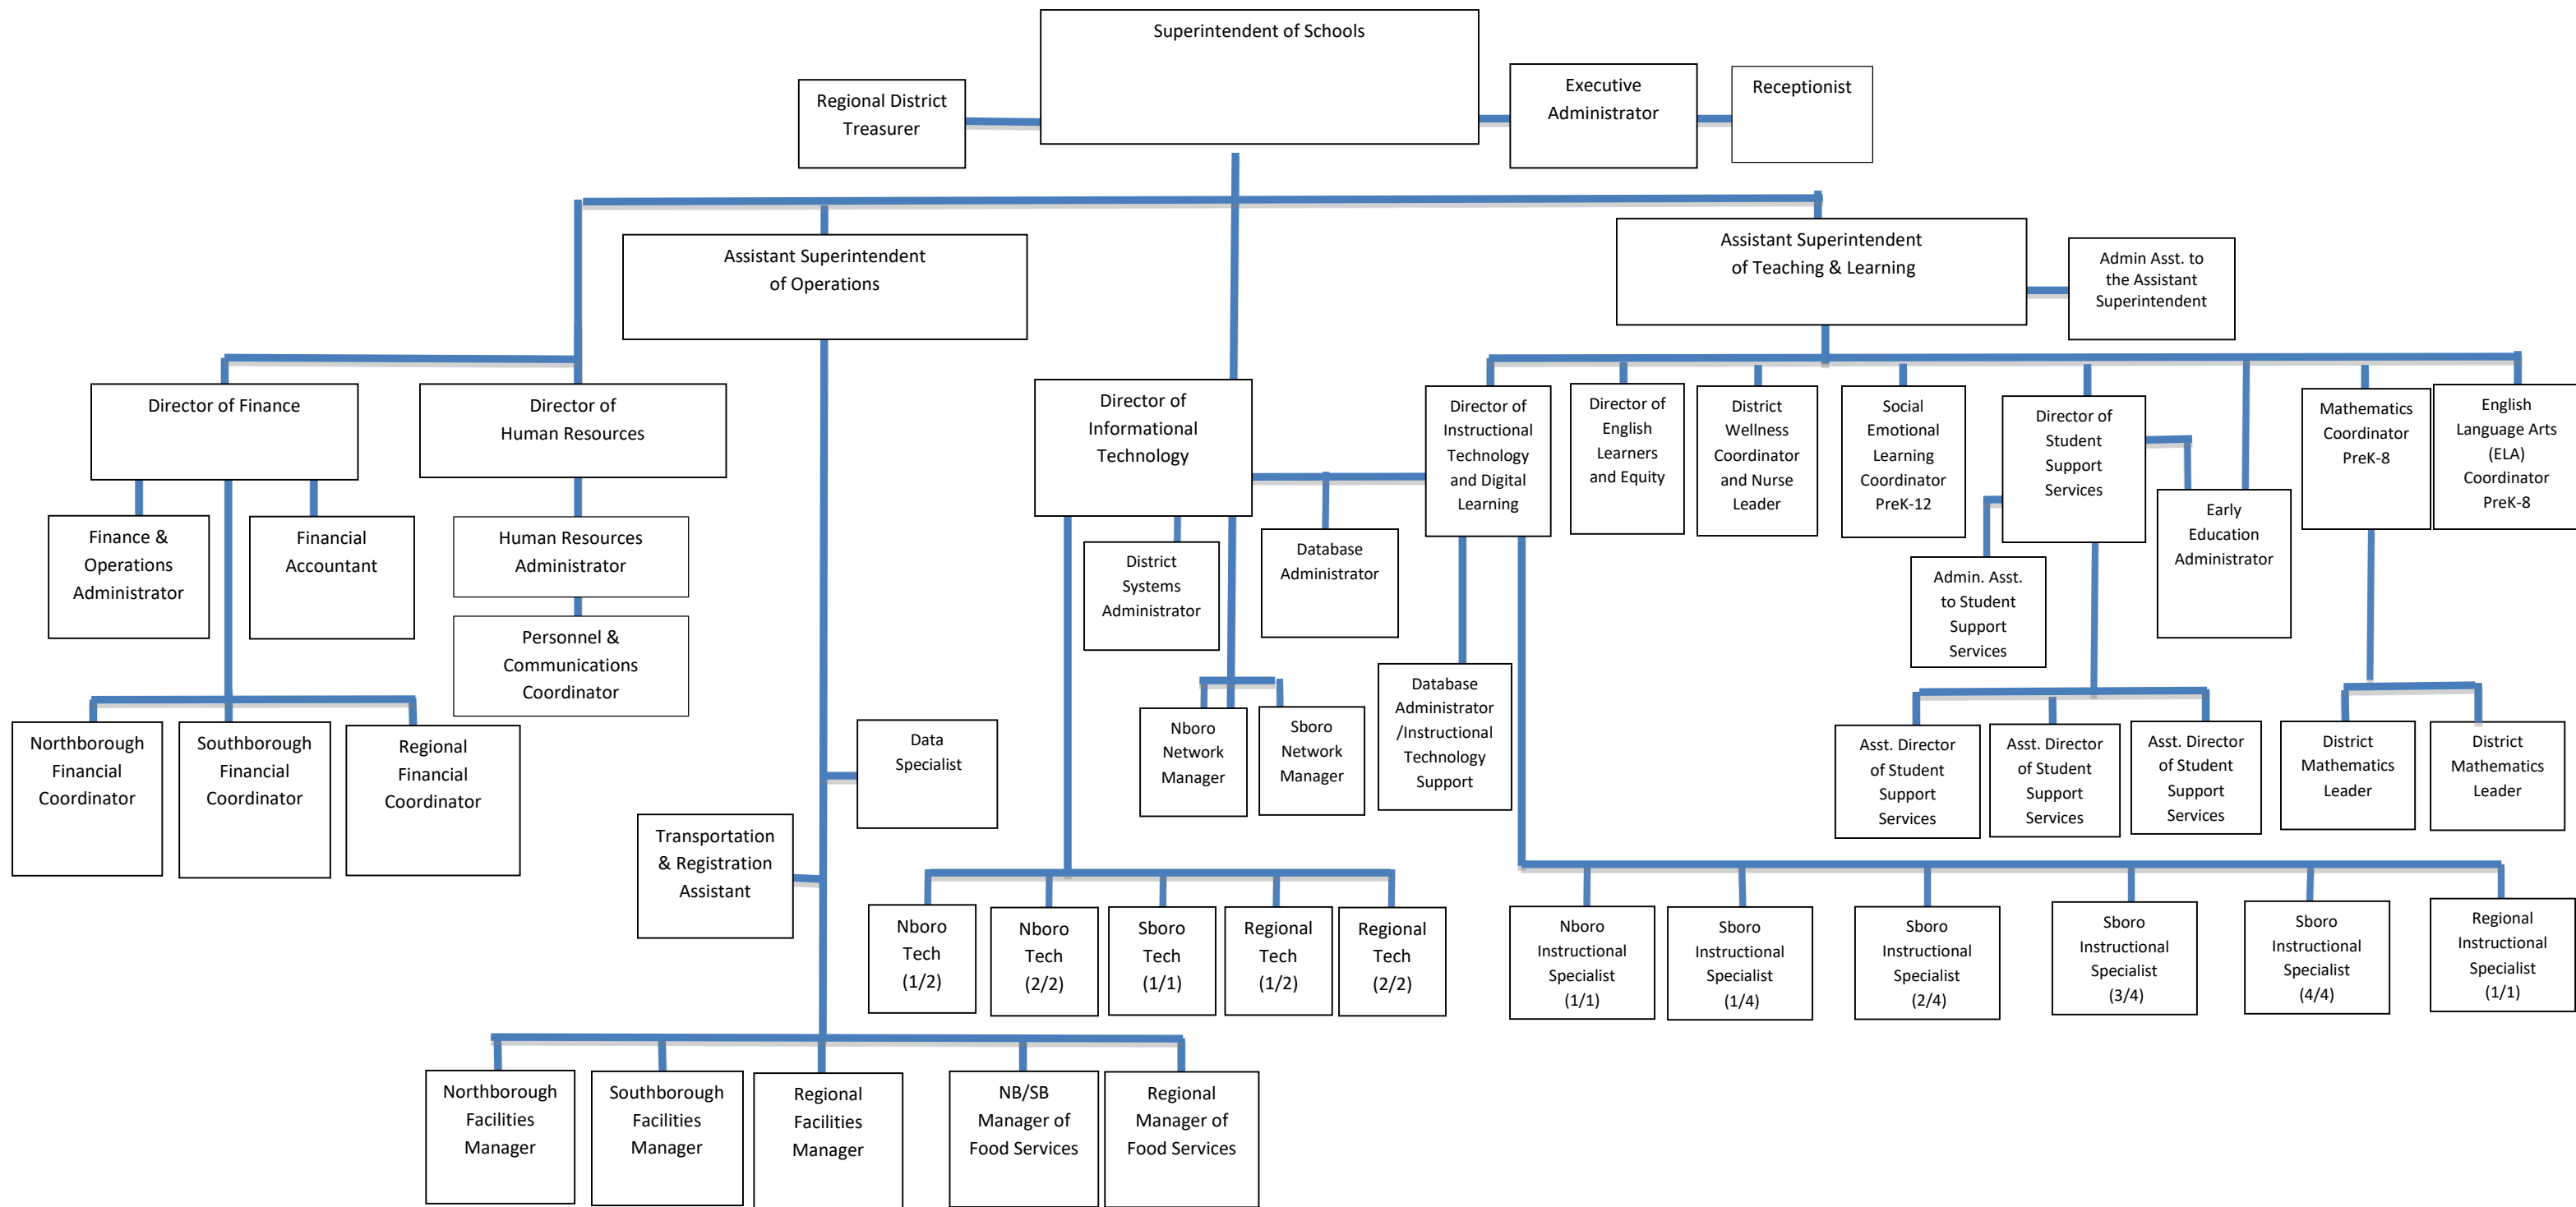 Superintendent of Schools
Regional District
Treasurer
Executive
Administrator
Receptionist
Assistant Superintendent
of Operations
Assistant Superintendent
of Teaching & Learning
Admin Asst. to
the Assistant
Superintendent
Director of Finance
Director of
Human Resources
Director of
Informational
Technology
Director of
Instructional
Technology
and Digital
Learning
Director of
English
Learners
and Equity
District
Wellness
Coordinator
and Nurse
Leader
Social
Emotional
Learning
Coordinator
PreK-12
Director of
Student
Support
Services
Mathematics
Coordinator
PreK-8
English
Language Arts
(ELA)
Coordinator
PreK-8
Finance &
Operations
Administrator
Financial
Accountant
Human Resources
Administrator
Personnel &
Communications
Coordinator
District
Systems
Administrator
Database
Administrator
Early
Education
Administrator
Admin. Asst.
to Student
Support
Services
Northborough
Financial
Coordinator
Southborough
Financial
Coordinator
Regional
Financial
Coordinator
Data
Specialist
Nboro
Network
Manager
Sboro
Network
Manager
Database
Administrator
/Instructional
Technology
Support
Asst. Director
of Student
Support
Services
Asst. Director
of Student
Support
Services
Asst. Director
of Student
Support
Services
District
Mathematics
Leader
District
Mathematics
Leader
Transportation
& Registration
Assistant
Nboro
Tech
(1/2)
Nboro
Tech
(2/2)
Sboro
Tech
(1/1)
Regional
Tech
(1/2)
Regional
Tech
(2/2)
Nboro
Instructional
Specialist
(1/1)
Sboro
Instructional
Specialist
(1/4)
Sboro
Instructional
Specialist
(2/4)
Sboro
Instructional
Specialist
(3/4)
Sboro
Instructional
Specialist
(4/4)
Regional
Instructional
Specialist
(1/1)
Northborough
Facilities
Manager
Southborough
Facilities
Manager
Regional
Facilities
Manager
NB/SB
Manager of
Food Services
Regional
Manager of
Food Services